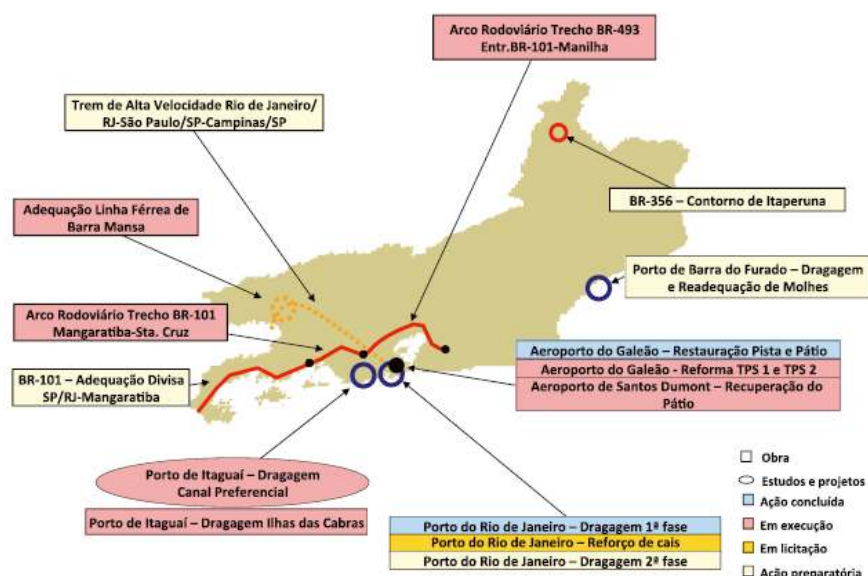 Arco Rodoviário Trecho BR-493
Entr.BR-101-Manilha
Trem de Alta Velocidade Rio de Janeiro/
RJ-São Paulo/SP-Campinas/SP
BR-356 – Contorno de Itaperuna
Adequação Linha Férrea de
Barra Mansa
Porto de Barra do Furado – Dragagem
e Readequação de Molhes
Arco Rodoviário Trecho BR-101
Mangaratiba-Sta. Cruz
Aeroporto do Galeão – Restauração Pista e Pátio
Aeroporto do Galeão - Reforma TPS 1 e TPS 2
Aeroporto de Santos Dumont – Recuperação do
Pátio
BR-101 – Adequação Divisa
SP/RJ-Mangaratiba
Porto de Itaguaí – Dragagem
Canal Preferencial
Porto de Itaguaí – Dragagem Ilhas das Cabras
Porto do Rio de Janeiro – Dragagem 1ª fase
Porto do Rio de Janeiro – Reforço de cais
Porto do Rio de Janeiro – Dragagem 2ª fase
Obra
Estudos e projetos
Ação concluída
Em execução
Em licitação
Ação preparatória